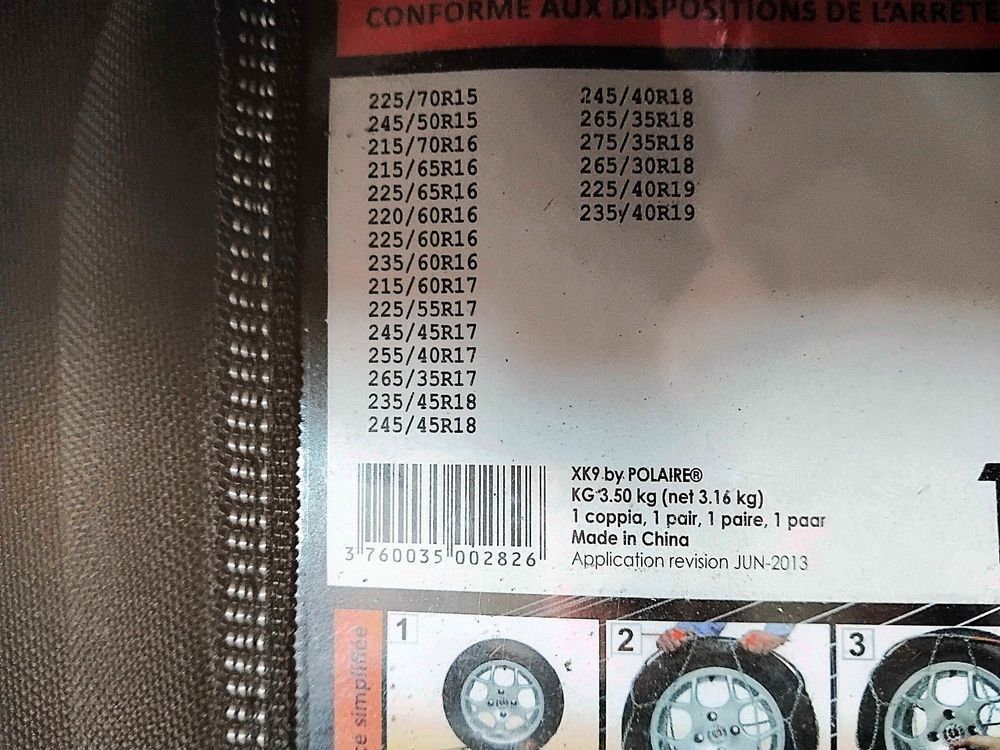 CONFORME AUX DISPOSITIONS DE L'ARRÊTÉ
225/70R15
245/50R15
215/70R16
215/65R16
225/65R16
220/60R16
225/60R16
235/60R16
215/60R17
225/55R17
245/45R17
255/40R17
265/35R17
235/45R18
245/45R18
245/40R18
265/35R18
275/35R18
265/30R18
225/40R19
235/40R19
3 760035 002826
XK9 by POLAIRE®
KG 3.50 kg (net 3.16 kg)
1 coppia, 1 pair, 1 paire, 1 paar
Made in China
Application revision JUN-2013
simplifiée
1
2
3